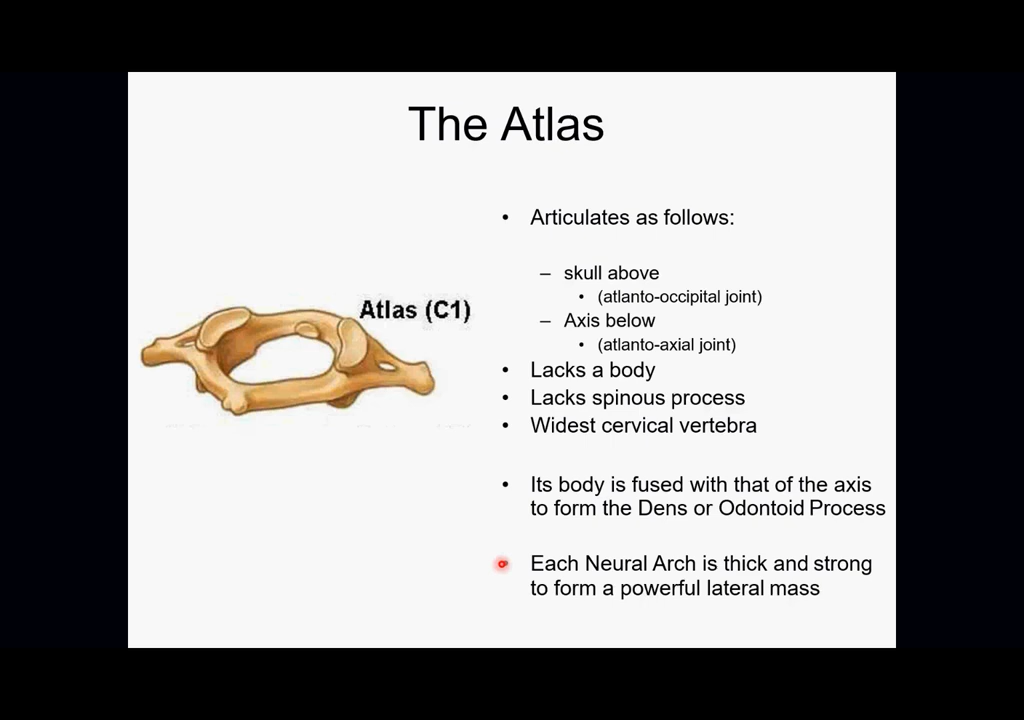 The Atlas
Atlas (C1)
• Articulates as follows:
– skull above
• (atlanto-occipital joint)
– Axis below
• (atlanto-axial joint)
• Lacks a body
• Lacks spinous process
• Widest cervical vertebra
• Its body is fused with that of the axis
to form the Dens or Odontoid Process
Each Neural Arch is thick and strong
to form a powerful lateral mass